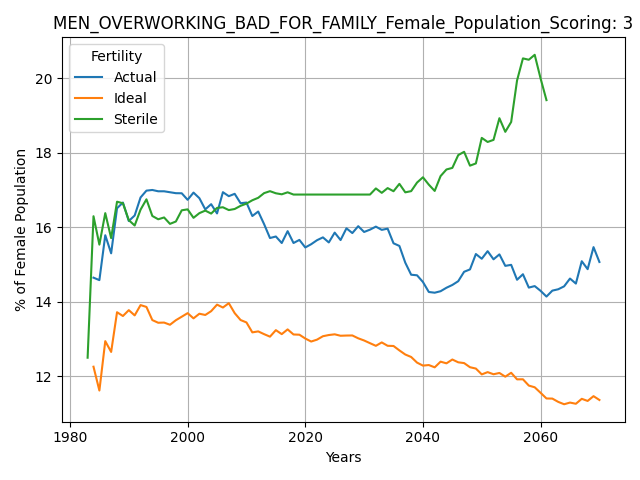 MEN_OVERWORKING_BAD_FOR_FAMILY_Female_Population_Scoring: 3
Fertility
Actual
Ideal
Sterile
% of Female Population
20
18
16
14
12
1980
2000
2020
2040
2060
Years